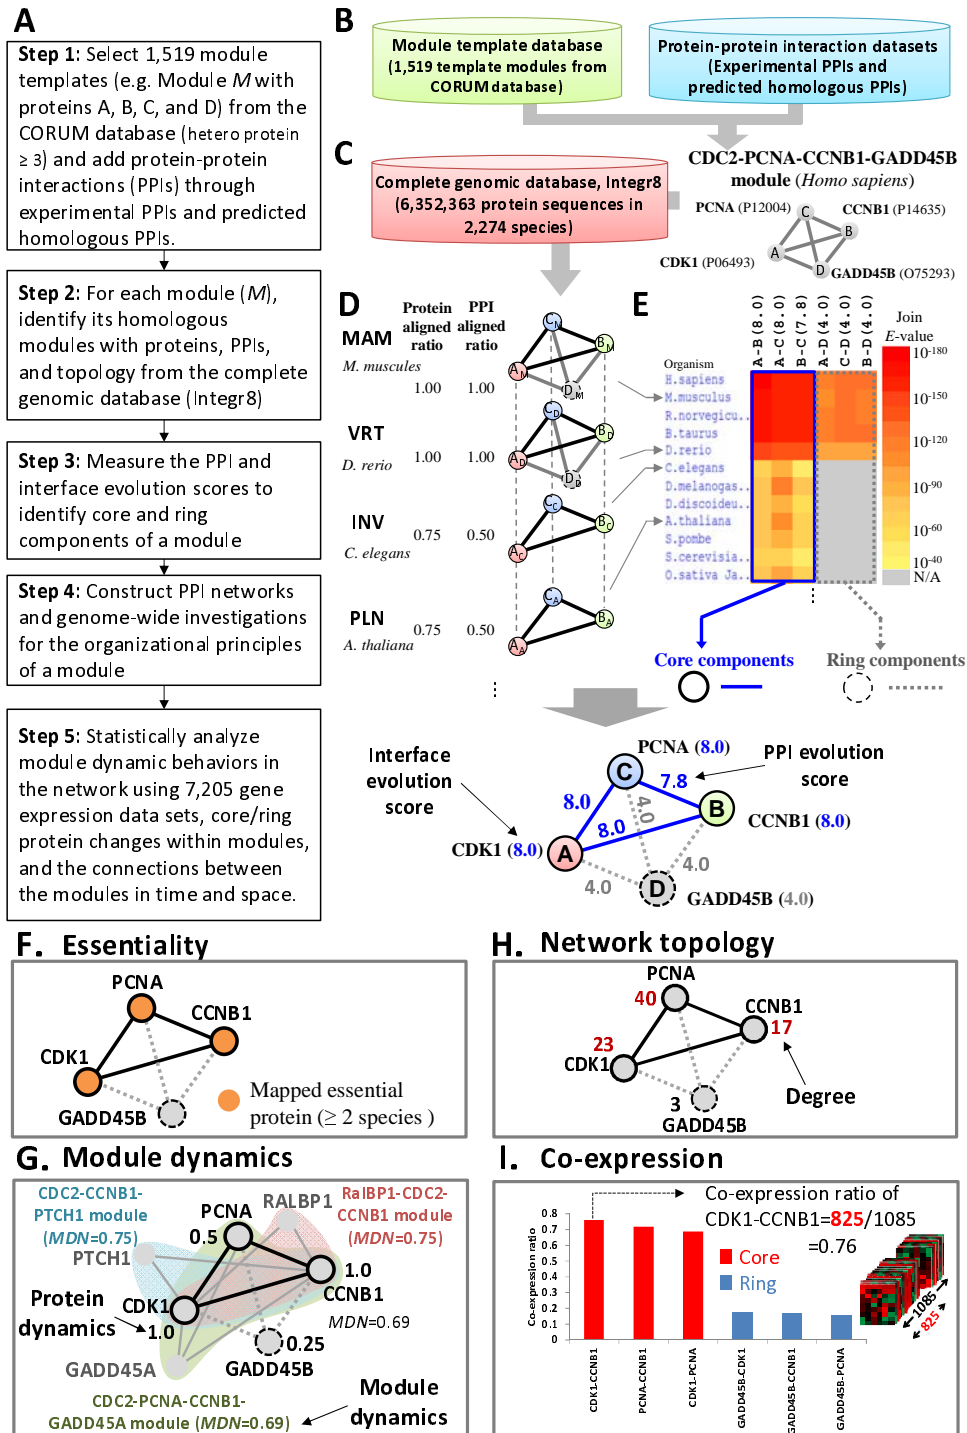 A
Step 1: Select 1,519 module
templates (e.g. Module M with
proteins A, B, C, and D) from the
CORUM database (hetero protein
≥ 3) and add protein-protein
interactions (PPIs) through
experimental PPIs and predicted
homologous PPIs.
Step 2: For each module (M),
identify its homologous
modules with proteins, PPIs,
and topology from the complete
genomic database (Integr8)
Step 3: Measure the PPI and
interface evolution scores to
identify core and ring
components of a module
Step 4: Construct PPI networks
and genome-wide investigations
for the organizational principles
of a module
Step 5: Statistically analyze
module dynamic behaviors in
the network using 7,205 gene
expression data sets, core/ring
protein changes within modules,
and the connections between
the modules in time and space.
B
Module template database
(1,519 template modules from
CORUM database)
Protein-protein interaction datasets
(Experimental PPIs and
predicted homologous PPIs)
C
Complete genomic database, Integr8
(6,352,363 protein sequences in
2,274 species)
CDC2-PCNA-CCNB1-GADD45B
module (Homo sapiens)
PCNA (P12004)
CCNB1 (P14635)
CDK1 (P06493)
GADD45B (O75293)
C
B
A
D
D
Protein
aligned
ratio
PPI
aligned
ratio
MAM
M. muscules
1.00 1.00
CM
BM
AM
DM
VRT
D. rerio
1.00 1.00
CD
BD
AD
DD
INV
C. elegans
0.75 0.50
CC
BC
AC
PLN
A. thaliana
0.75 0.50
CA
BA
AA
...
E
A-B(8.0)
A-C(8.0)
B-C(7.8)
A-D(4.0)
C-D(4.0)
B-D(4.0)
Join
E-value
10-180
10-150
10-120
10-90
10-60
10-40
N/A
Organism
H.sapiens
M.musculus
R.norvegicu..
B.taurus
D.rerio
C.elegans
D.melanogas..
D.discoideu..
A.thaliana
S.pombe
S.cerevisia..
O.sativa Ja..
...
Core components
Ring components
Interface
evolution
score
PPI evolution
score
PCNA (8.0)
C
7.8
8.0
4.0
B
8.0
CCNB1 (8.0)
CDK1 (8.0)
A
4.0
4.0
D
GADD45B (4.0)
F. Essentiality
PCNA
CCNB1
CDK1
GADD45B
Mapped essential
protein (≥ 2 species )
H. Network topology
PCNA
40
CCNB1
17
23
CDK1
3
GADD45B
Degree
G. Module dynamics
CDC2-CCNB1-
PTCH1 module
(MDN=0.75)
RALBP1
RalBP1-CDC2-
CCNB1 module
(MDN=0.75)
PCNA
0.5
PTCH1
1.0
CCNB1
Protein
dynamics
CDK1
1.0
MDN=0.69
0.25
GADD45A
GADD45B
CDC2-PCNA-CCNB1-
GADD45A module (MDN=0.69)
Module
dynamics
I. Co-expression
Co-expression ratio of
CDK1-CCNB1=825/1085
=0.76
Co-expression ratio
0.8
0.7
0.6
0.5
0.4
0.3
0.2
0.1
0
Core
Ring
1085
825
CDK1-CCNB1
PCNA-CCNB1
CDK1-PCNA
GADD45B-CDK1
GADD45B-CCNB1
GADD45B-PCNA